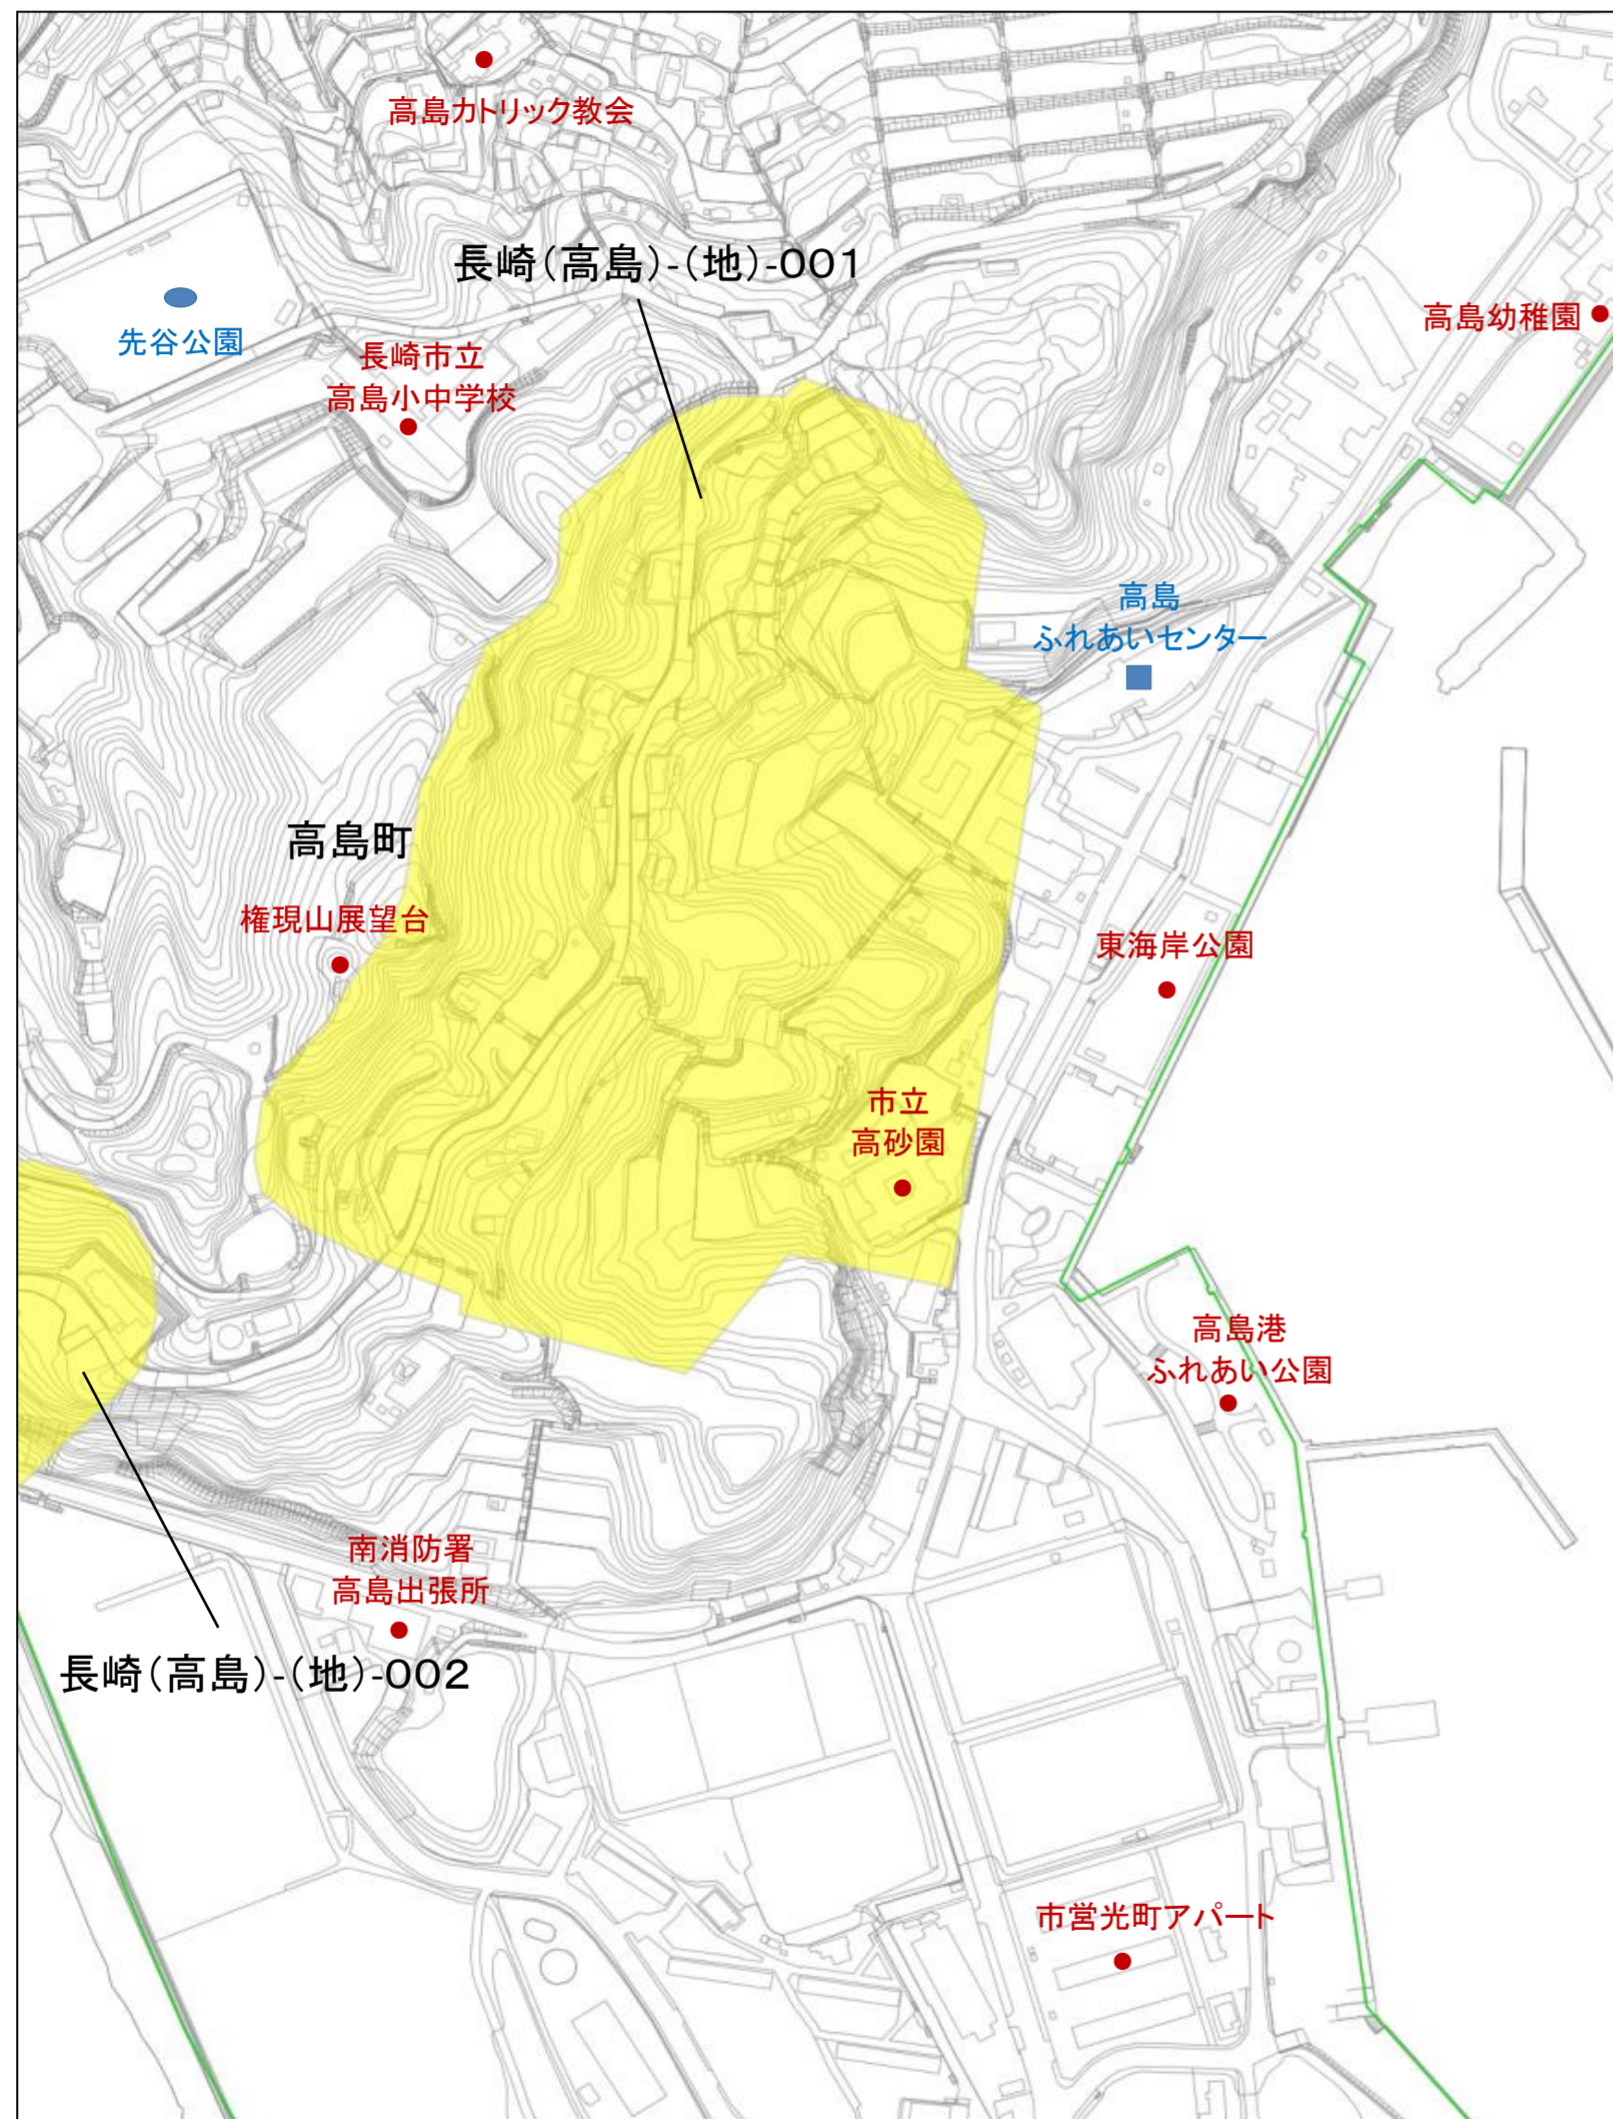 高島カトリック教会
長崎(高島)-(地)-001
先谷公園
高島幼稚園
長崎市立
高島小中学校
高島
ふれあいセンター
高島町
権現山展望台
東海岸公園
市立
高砂園
高島港
ふれあい公園
南消防署
高島出張所
長崎(高島)-(地)-002
市営光町アパート